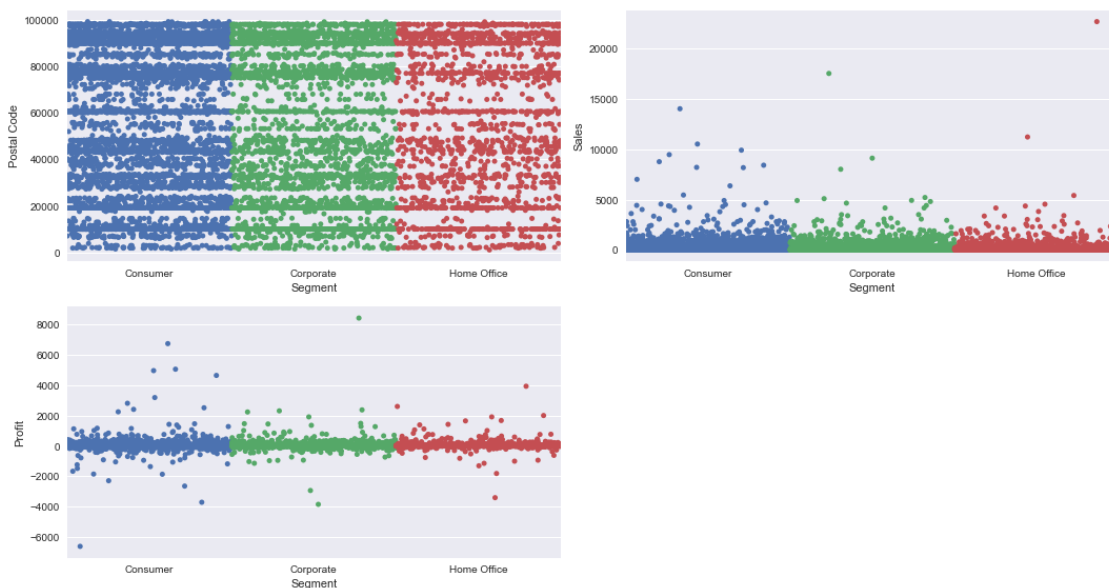 100000
80000
60000
40000
20000
0
Postal Code
Consumer Corporate Home Office
Segment
20000
15000
10000
5000
0
Sales
Consumer Corporate Home Office
Segment
8000
6000
4000
2000
0
−2000
−4000
−6000
Profit
Consumer Corporate Home Office
Segment